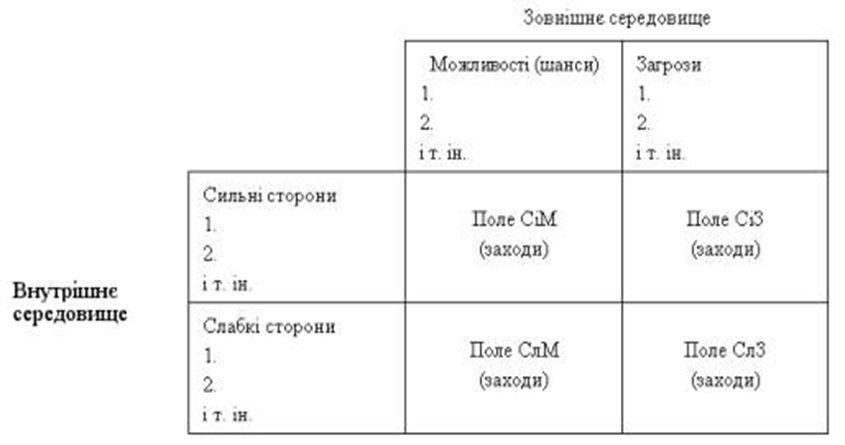 Зовнішнє середовище
Можливості (шанси)
1.
2.
і т. ін.
Загрози
1.
2.
і т. ін.
Сильні сторони
1.
2.
і т. ін.
Поле СіМ
(заходи)
Поле СіЗ
(заходи)
Внутрішнє
середовище
Слабкі сторони
1.
2.
і т. ін.
Поле СлМ
(заходи)
Поле СлЗ
(заходи)